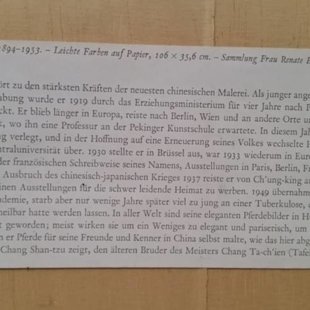 1894–1953. – Leichte Farben auf Papier, 106 × 35,6 cm. – Sammlung Frau Renate
ört zu den stärksten Kräften der neuesten chinesischen Malerei. Als junger ange
bung wurde er 1919 durch das Erziehungsministerium für vier Jahre nach F
ckt. Er blieb länger in Europa, reiste nach Berlin, Wien und an andere Orte u
k, wo ihn eine Professur an der Pekinger Kunstschule erwartete. In diesem Jah
g verlegt, und in der Hoffnung auf eine Erneuerung seines Volkes wechselte
ntraluniversität über. 1930 stellte er in Brüssel aus, war 1933 wiederum in Euro
der französischen Schreibweise seines Namens, Ausstellungen in Paris, Berlin, F
Ausbruch des chinesisch-japanischen Krieges 1937 reiste er von Ch'ung-king a
inen Ausstellungen für die schwer leidende Heimat zu werben. 1949 übernahm
demie, starb aber nur wenige Jahre später viel zu jung an einer Tuberkulose,
heilbar hatte werden lassen. In aller Welt sind seine eleganten Pferdebilder in H
t geworden; meist wirken sie um ein Weniges zu elegant und pariserisch, um
n er Pferde für seine Freunde und Kenner in China selbst malte, wie das hier abg
Chang Shan-tzu zeigt, den älteren Bruder des Meisters Chang Ta-ch'ien (Tafel